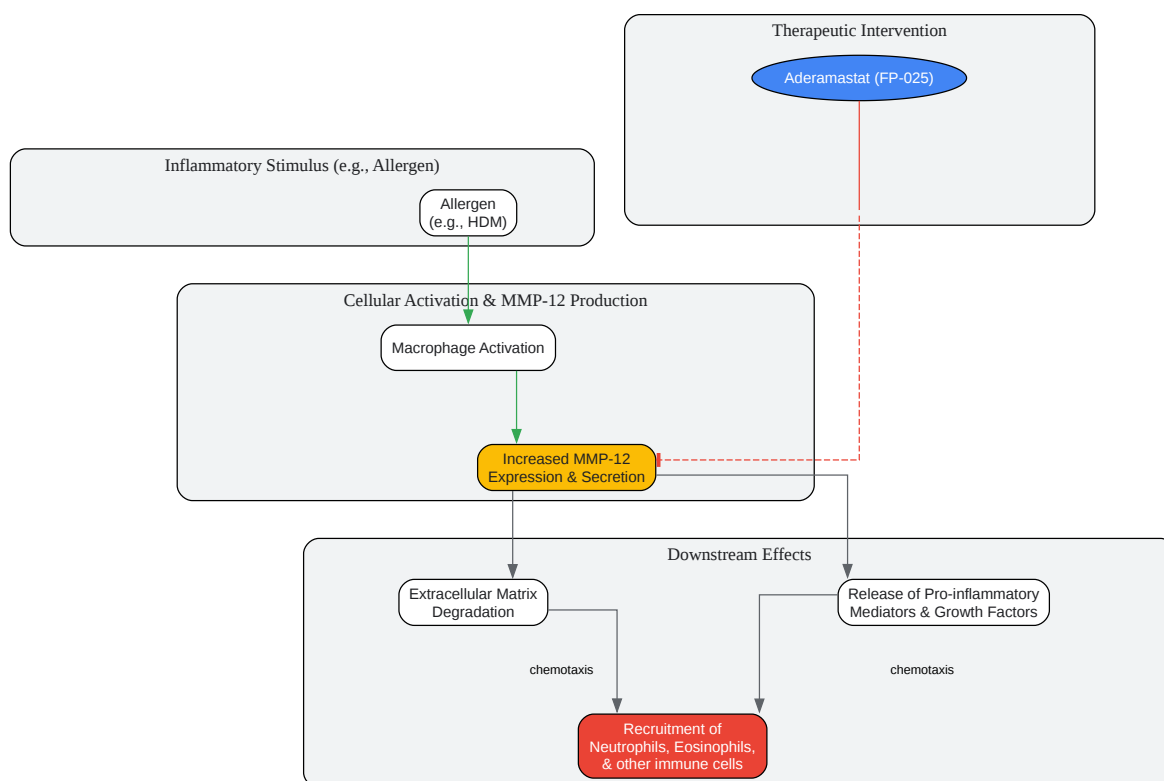 Therapeutic Intervention
Aderamastat (FP-025)
Inflammatory Stimulus (e.g., Allergen)
Allergen
(e.g., HDM)
Cellular Activation & MMP-12 Production
Macrophage Activation
Increased MMP-12
Expression & Secretion
Downstream Effects
Extracellular Matrix
Degradation
Release of Pro-inflammatory
Mediators & Growth Factors
chemotaxis
chemotaxis
Recruitment of
Neutrophils, Eosinophils,
& other immune cells